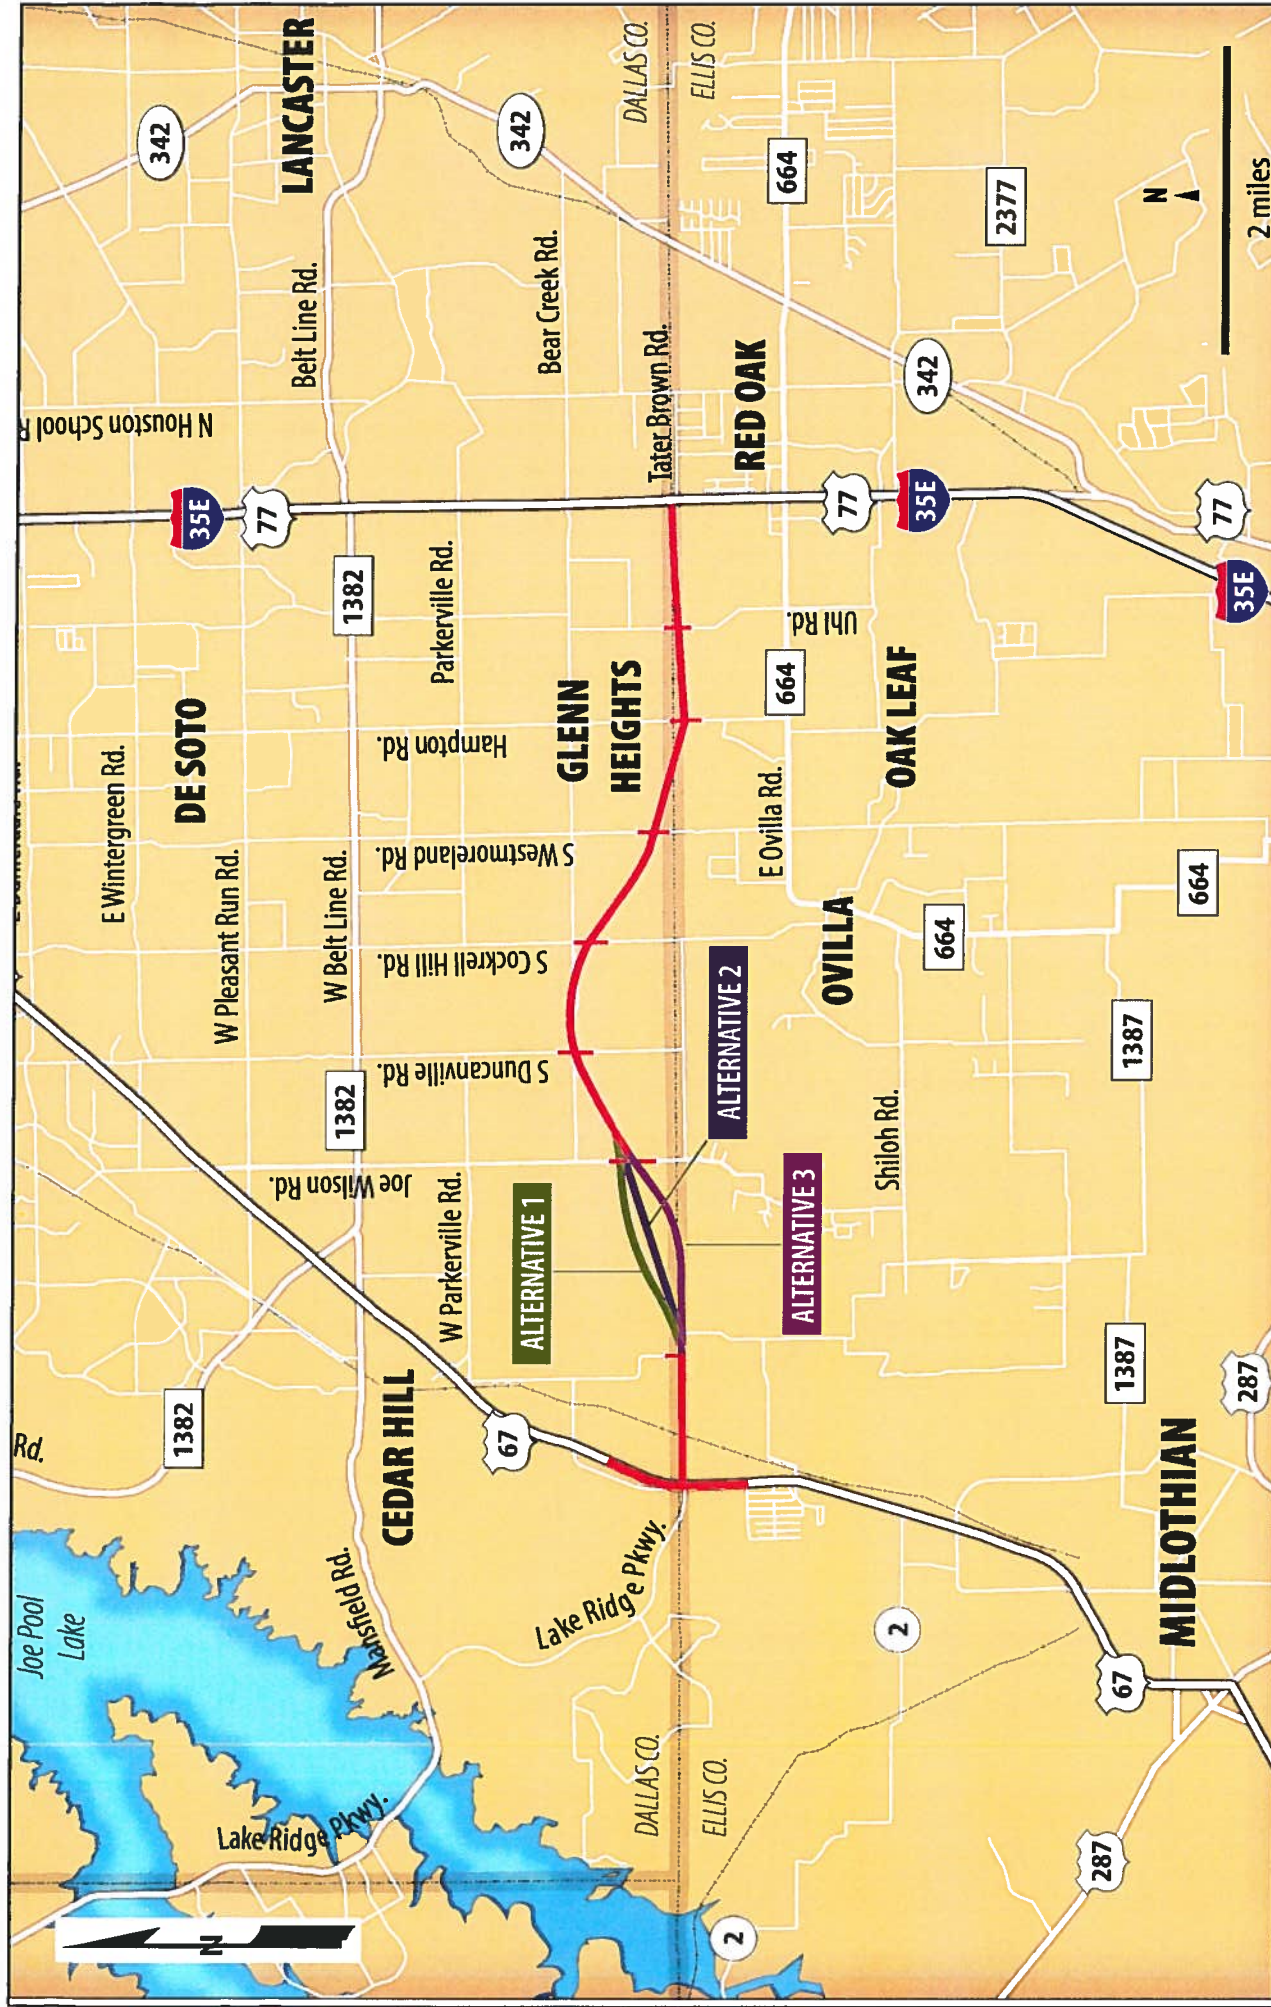 Joe Pool
Lake
Rd.
1382
E Wintergreen Rd.
DE SOTO
W Pleasant Run Rd.
35E
77
N Houston School R
342
LANCASTER
Belt Line Rd.
Lake Ridge Pkwy.
Mansfield Rd.
CEDAR HILL
Joe Wilson Rd.
1382
W Belt Line Rd.
1382
W Parkerville Rd.
S Duncanville Rd.
S Cockrell Hill Rd.
S Westmoreland Rd.
Hampton Rd.
Parkerville Rd.
67
342
Bear Creek Rd.
ALTERNATIVE 1
GLENN
HEIGHTS
Lake Ridge Pkwy.
DALLAS CO.
ELLIS CO.
Tater Brown Rd.
DALLAS CO.
ELLIS CO.
ALTERNATIVE 2
ALTERNATIVE 3
E Ovilla Rd.
664
Uhl Rd.
RED OAK
664
2
OVILLA
OAK LEAF
77
35E
342
2377
2
Shiloh Rd.
664
287
67
MIDLOTHIAN
1387
1387
664
287
35E
77
N
2 miles
N